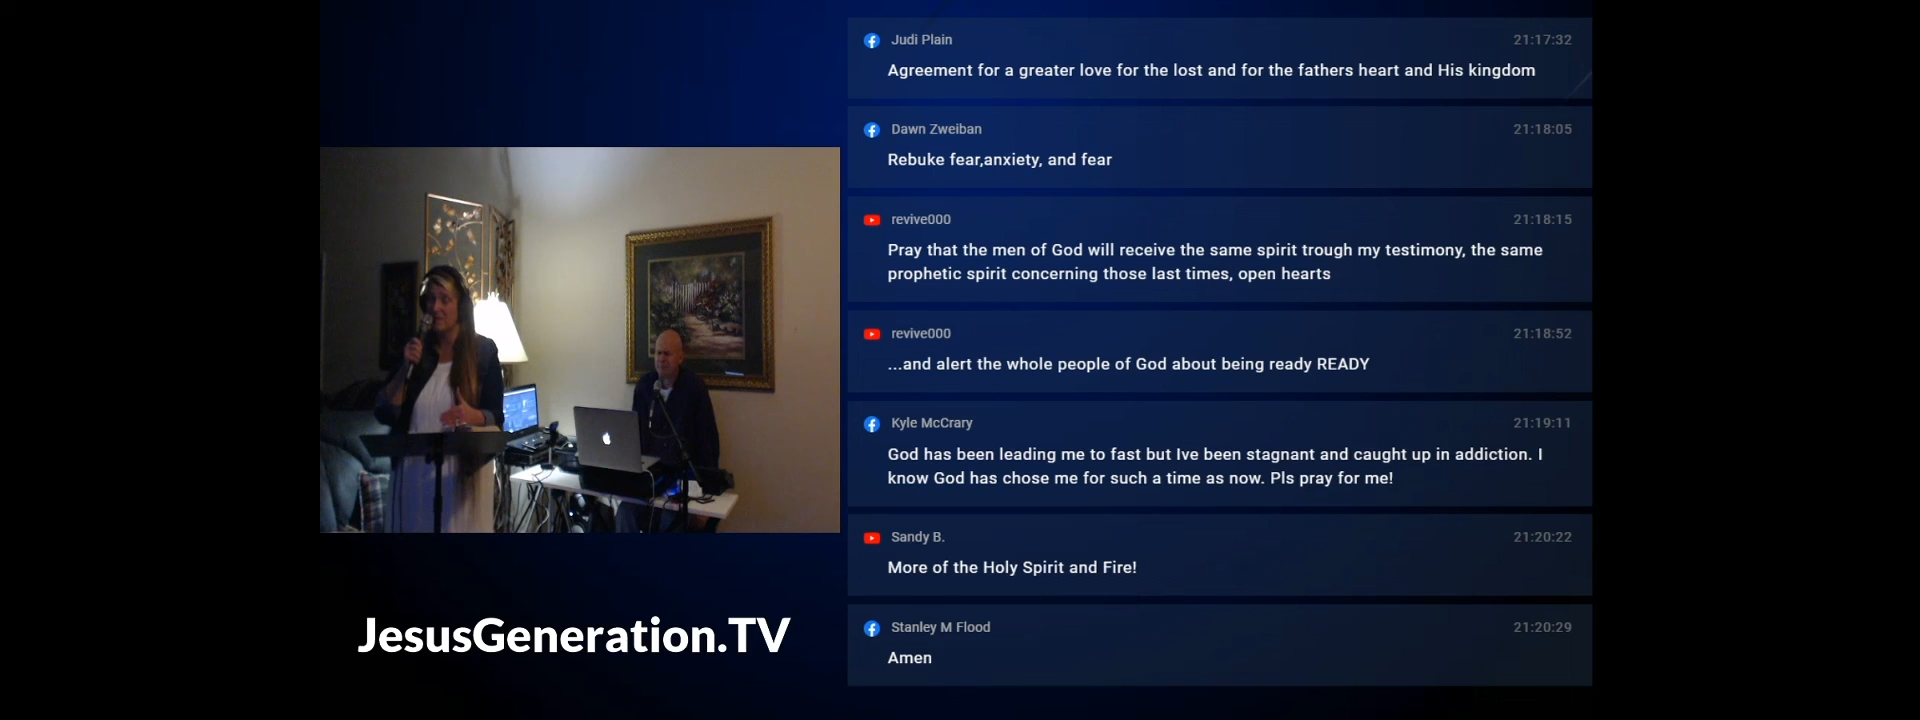 Judi Plain 21:17:32
Agreement for a greater love for the lost and for the fathers heart and His kingdom
Dawn Zweiban 21:18:05
Rebuke fear,anxiety, and fear
revive000 21:18:15
Pray that the men of God will receive the same spirit trough my testimony, the same
prophetic spirit concerning those last times, open hearts
revive000 21:18:52
...and alert the whole people of God about being ready READY
Kyle McCrary 21:19:11
God has been leading me to fast but Ive been stagnant and caught up in addiction. I
know God has chose me for such a time as now. Pls pray for me!
Sandy B. 21:20:22
More of the Holy Spirit and Fire!
Stanley M Flood 21:20:29
Amen
JesusGeneration.TV